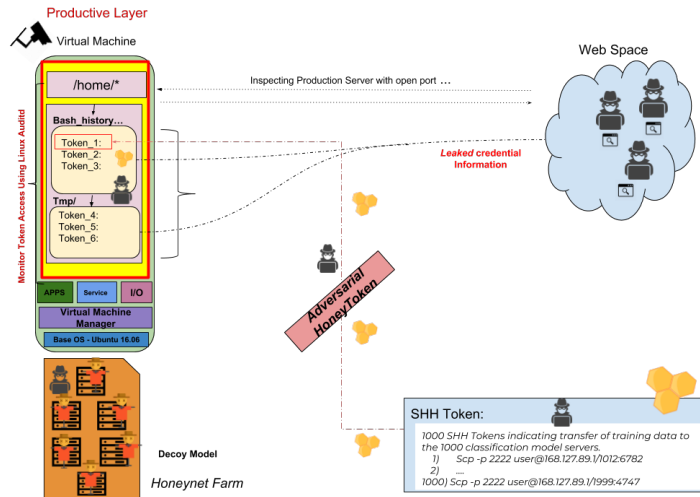 Productive Layer
Virtual Machine
Monitor Token Access Using Linux Auditd
/home/*
Bash_history...
Token_1:
Token_2:
Token_3:
Tmp/
Token_4:
Token_5:
Token_6:
APPS
Service
I/O
Virtual Machine
Manager
Base OS - Ubuntu 16.06
Inspecting Production Server with open port ...
Web Space
Leaked credential
Information
Adversarial
HoneyToken
Decoy Model
Honeynet Farm
SHH Token:
1000 SHH Tokens indicating transfer of training data to
the 1000 classification model servers.
1) Scp -p 2222 user@168.127.89.1/1012:6782
2) ....
1000) Scp -p 2222 user@168.127.89.1/1999:4747